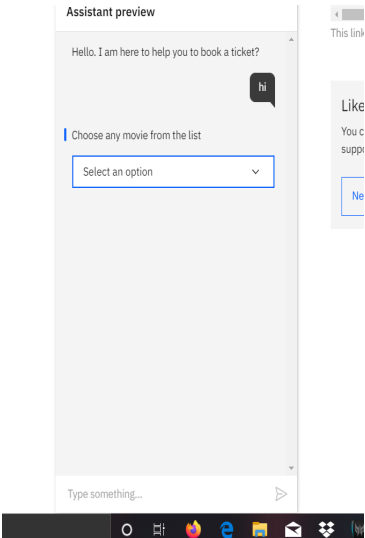 Assistant preview
Hello. I am here to help you to book a ticket?
hi
Choose any movie from the list
Select an option
Type something...
This link
Like
You c
suppo
Ne